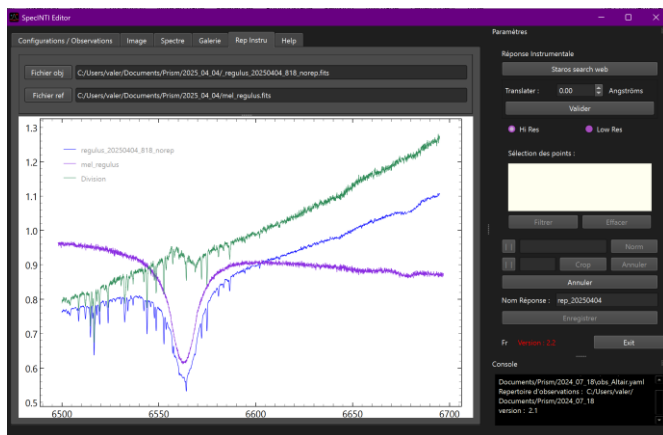 SpecINTI Editor
Configurations / Observations Image Spectre Galerie Rep Instru Help
Fichier obj C:/Users/valer/Documents/Prism/2025_04_04/_regulus_20250404_818_norep.fits
Fichier ref C:/Users/valer/Documents/Prism/2025_04_04/mel_regulus.fits
1.3
1.2
1.1
1.0
0.9
0.8
0.7
0.6
0.5
regulus_20250404_818_norep
mel_regulus
Division
6500 6550 6600 6650 6700
Paramètres
Réponse Instrumentale
Staros search web
Translater : 0.00 Angströms
Valider
Hi Res Low Res
Sélection des points :
Filtrer Effacer
Norm
Crop Annuler
Annuler
Nom Réponse : rep_20250404
Enregistrer
Fr Version : 2.2 Exit
Console
Documents/Prism/2024_07_18\obs_Altair.yaml
Repertoire d'observations : C:/Users/valer/
Documents/Prism/2024_07_18
version : 2.1